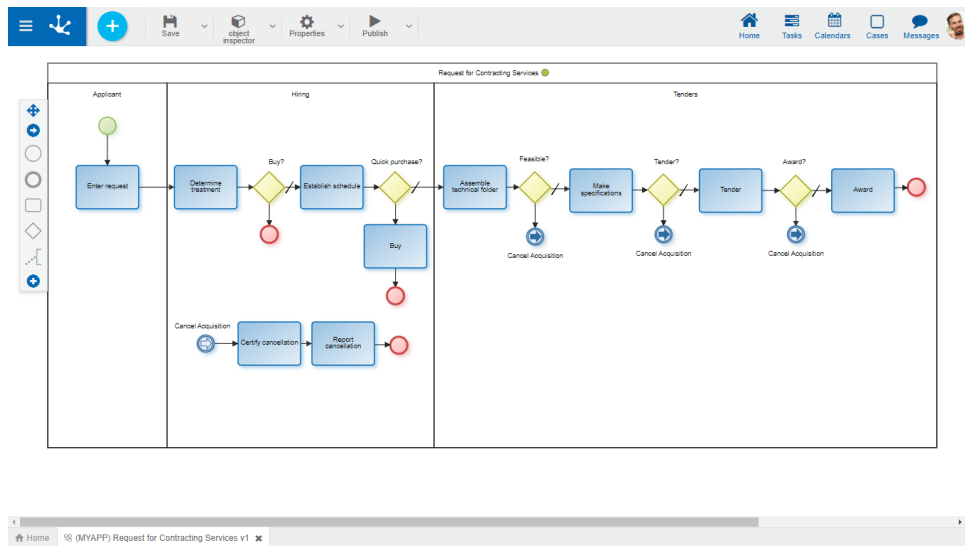 Save
object
inspector
Properties
Publish
Home
Tasks
Calendars
Cases
Messages
Request for Contracting Services
Applicant
Hiring
Tenders
Enter request
Determine
treatment
Buy?
Establish schedule
Quick purchase?
Buy
Assemble
technical folder
Feasible?
Make
specifications
Tender?
Tender
Award?
Award
Cancel Acquisition
Cancel Acquisition
Cancel Acquisition
Cancel Acquisition
Certify cancellation
Report
cancellation
Home
(MYAPP) Request for Contracting Services v1